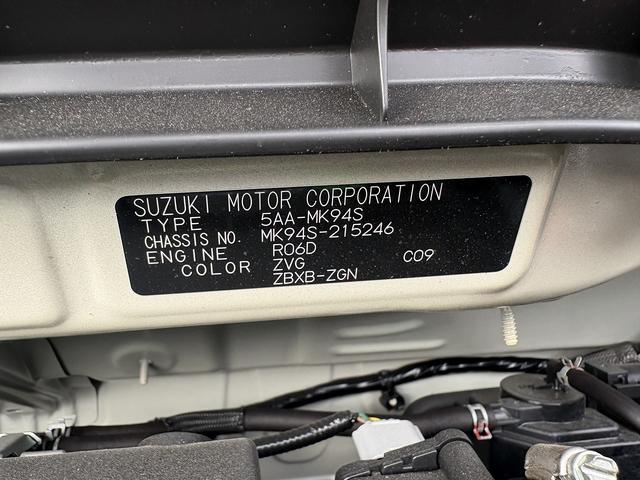 SUZUKI MOTOR CORPORATION
TYPE 5AA-MK94S
CHASSIS NO. MK94S-215246
ENGINE R06D C09
COLOR ZVG
ZBXB-ZGN